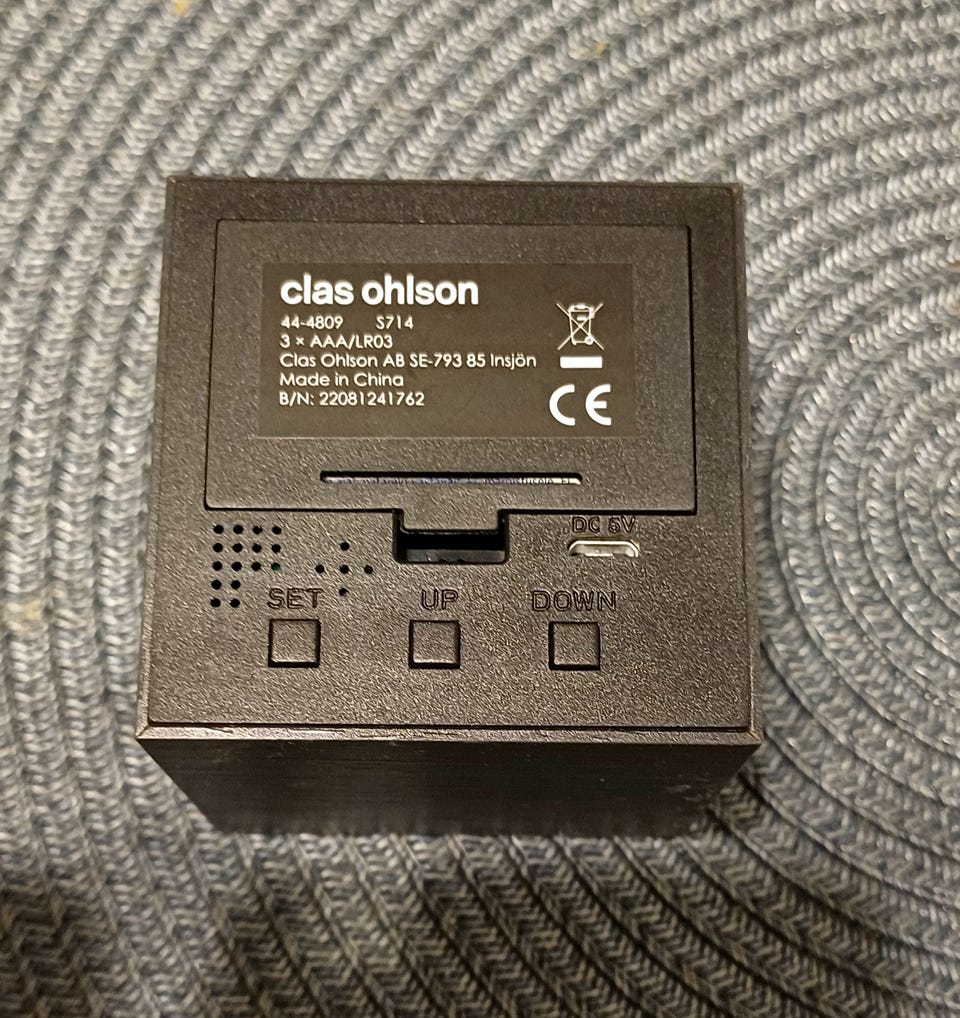 clas ohlson
44-4809 S714
3 × AAA/LR03
Clas Ohlson AB SE-793 85 Insjön
Made in China
B/N: 22081241762
CE
DC 5V
SET UP DOWN